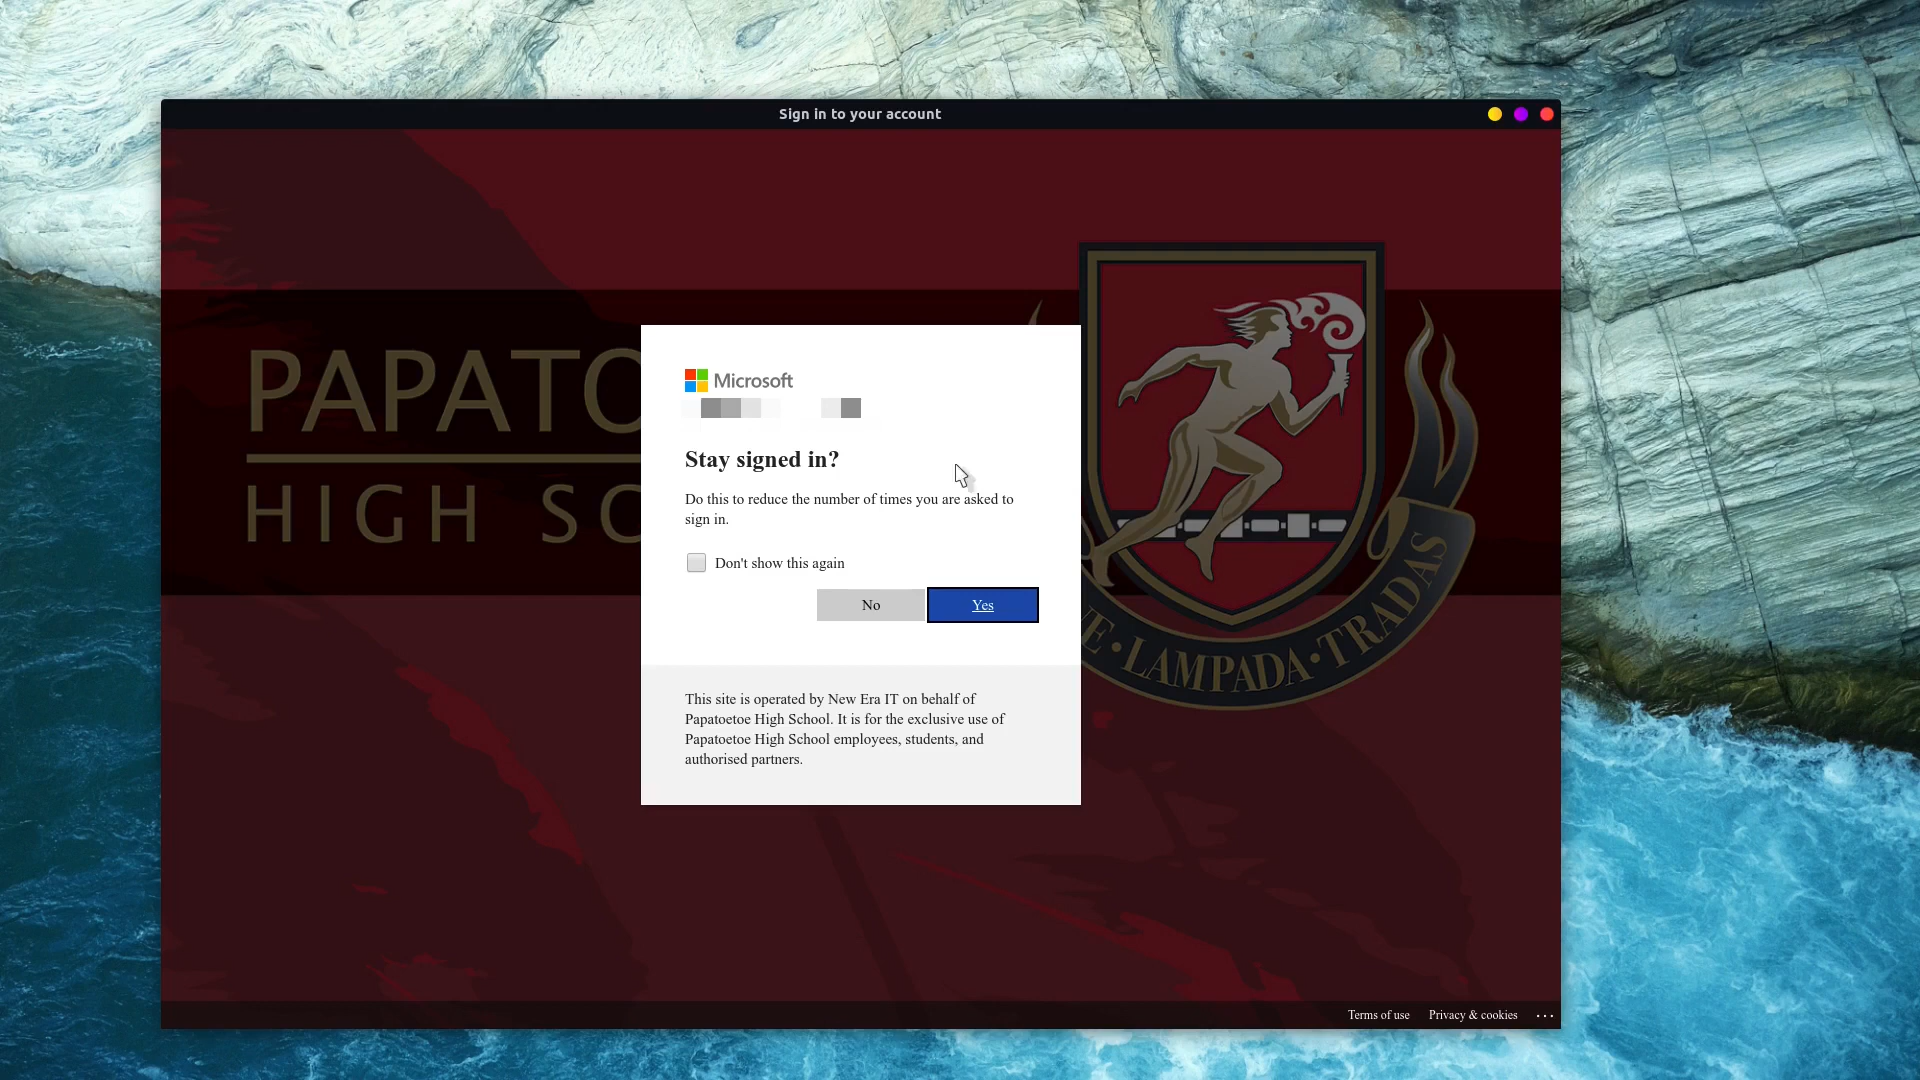 Sign in to your account
PAPATO
HIGH SC
Microsoft
Stay signed in?
Do this to reduce the number of times you are asked to
sign in.
Don't show this again
No
Yes
E • LAMPADA • TRADAS
This site is operated by New Era IT on behalf of
Papatoetoe High School. It is for the exclusive use of
Papatoetoe High School employees, students, and
authorised partners.
Terms of use
Privacy & cookies
...